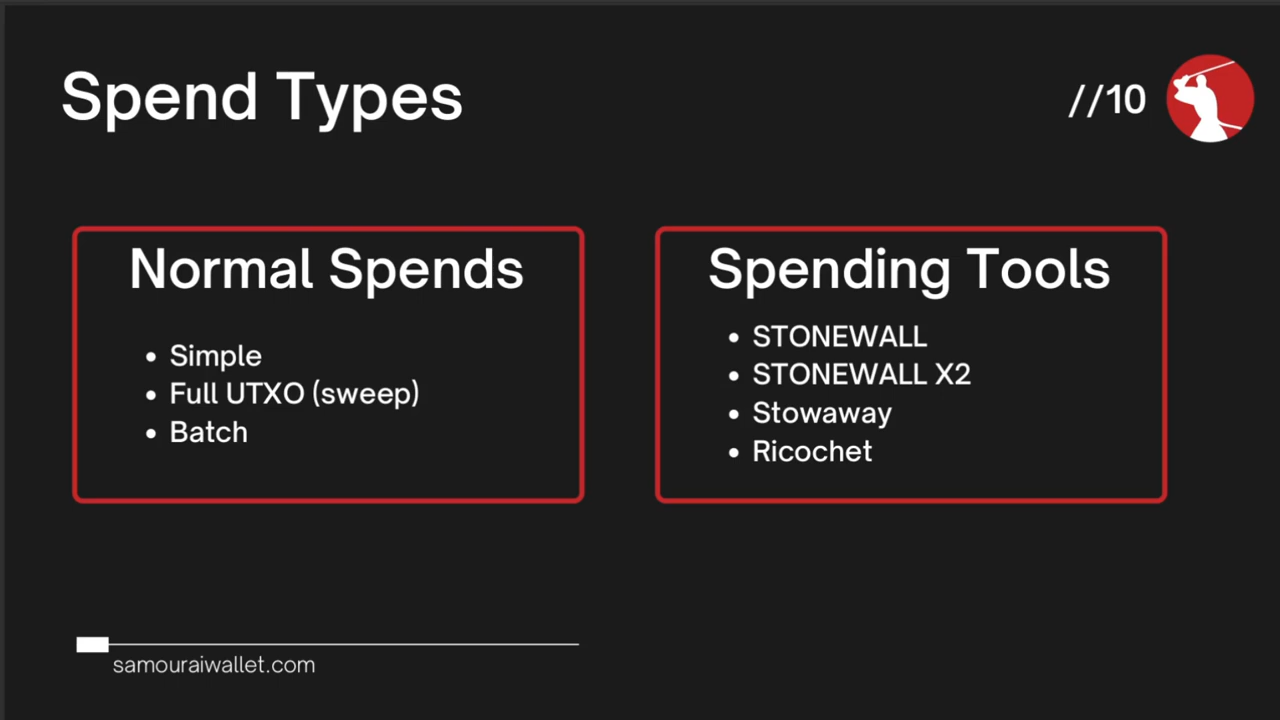 Spend Types
//10
Normal Spends
• Simple
• Full UTXO (sweep)
• Batch
Spending Tools
• STONEWALL
• STONEWALL X2
• Stowaway
• Ricochet
samouraiwallet.com